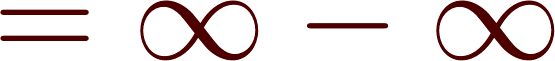 = ∞ − ∞